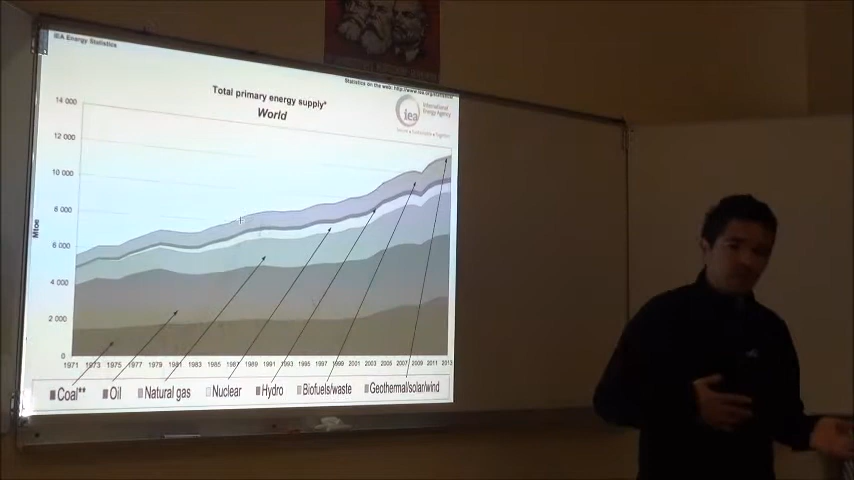 IEA Energy Statistics
Statistics on the web: http://www.iea.org/statistics/
Total primary energy supply*
World
iea
International
Energy Agency
Mtoe
14 000
12 000
10 000
8 000
6 000
4 000
2 000
0
1971 1973 1975 1977 1979 1981 1983 1985 1987 1989 1991 1993 1995 1997 1999 2001 2003 2005 2007 2009 2011 2013
Coal** Oil Natural gas Nuclear Hydro Biofuels/waste Geothermal/solar/wind